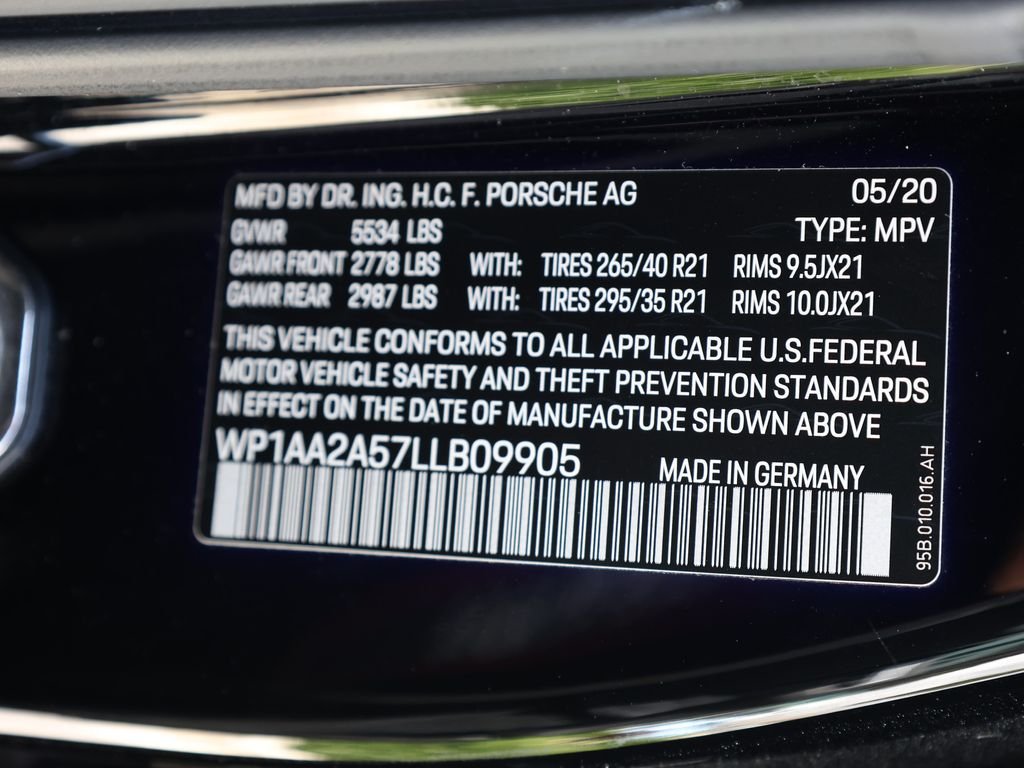 MFD BY DR. ING. H.C. F. PORSCHE AG 05/20
GVWR 5534 LBS TYPE: MPV
GAWR FRONT 2778 LBS WITH: TIRES 265/40 R21 RIMS 9.5JX21
GAWR REAR 2987 LBS WITH: TIRES 295/35 R21 RIMS 10.0JX21
THIS VEHICLE CONFORMS TO ALL APPLICABLE U.S.FEDERAL
MOTOR VEHICLE SAFETY AND THEFT PREVENTION STANDARDS
IN EFFECT ON THE DATE OF MANUFACTURE SHOWN ABOVE
WP1AA2A57LLB09905 MADE IN GERMANY
95B.010.016.AH